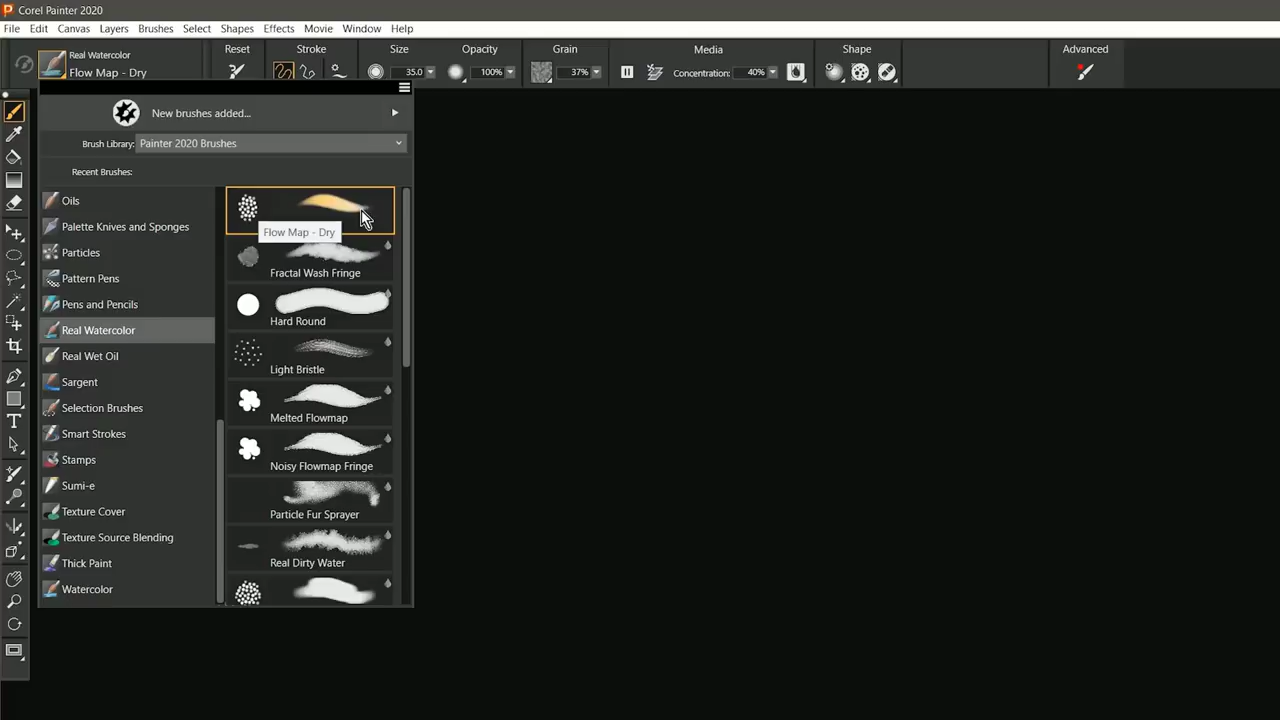 Corel Painter 2020
File Edit Canvas Layers Brushes Select Shapes Effects Movie Window Help
Real Watercolor
Flow Map - Dry
Reset
Stroke
Size
35.0
Opacity
100%
Grain
37%
Media
Concentration: 40%
Shape
Advanced
New brushes added...
Brush Library: Painter 2020 Brushes
Recent Brushes:
Oils
Palette Knives and Sponges
Particles
Pattern Pens
Pens and Pencils
Real Watercolor
Real Wet Oil
Sargent
Selection Brushes
Smart Strokes
Stamps
Sumi-e
Texture Cover
Texture Source Blending
Thick Paint
Watercolor
Flow Map - Dry
Fractal Wash Fringe
Hard Round
Light Bristle
Melted Flowmap
Noisy Flowmap Fringe
Particle Fur Sprayer
Real Dirty Water